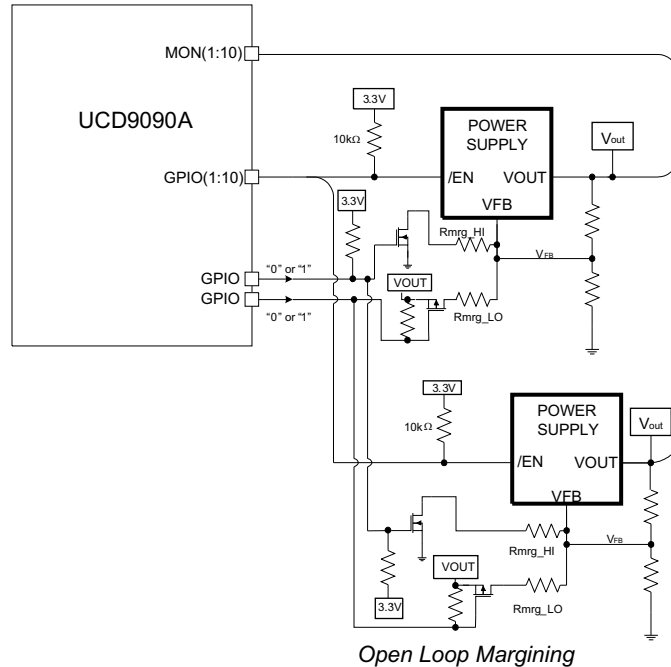 MON(1:10)
UCD9090A
3.3V
10kΩ
POWER
SUPPLY
Vout
/EN
VOUT
VFB
GPIO(1:10)
3.3V
Rmrg_HI
VFB
GPIO
"0" or "1"
VOUT
GPIO
"0" or "1"
Rmrg_LO
3.3V
10kΩ
POWER
SUPPLY
Vout
/EN
VOUT
VFB
Rmrg_HI
VFB
VOUT
3.3V
Rmrg_LO
Open Loop Margining